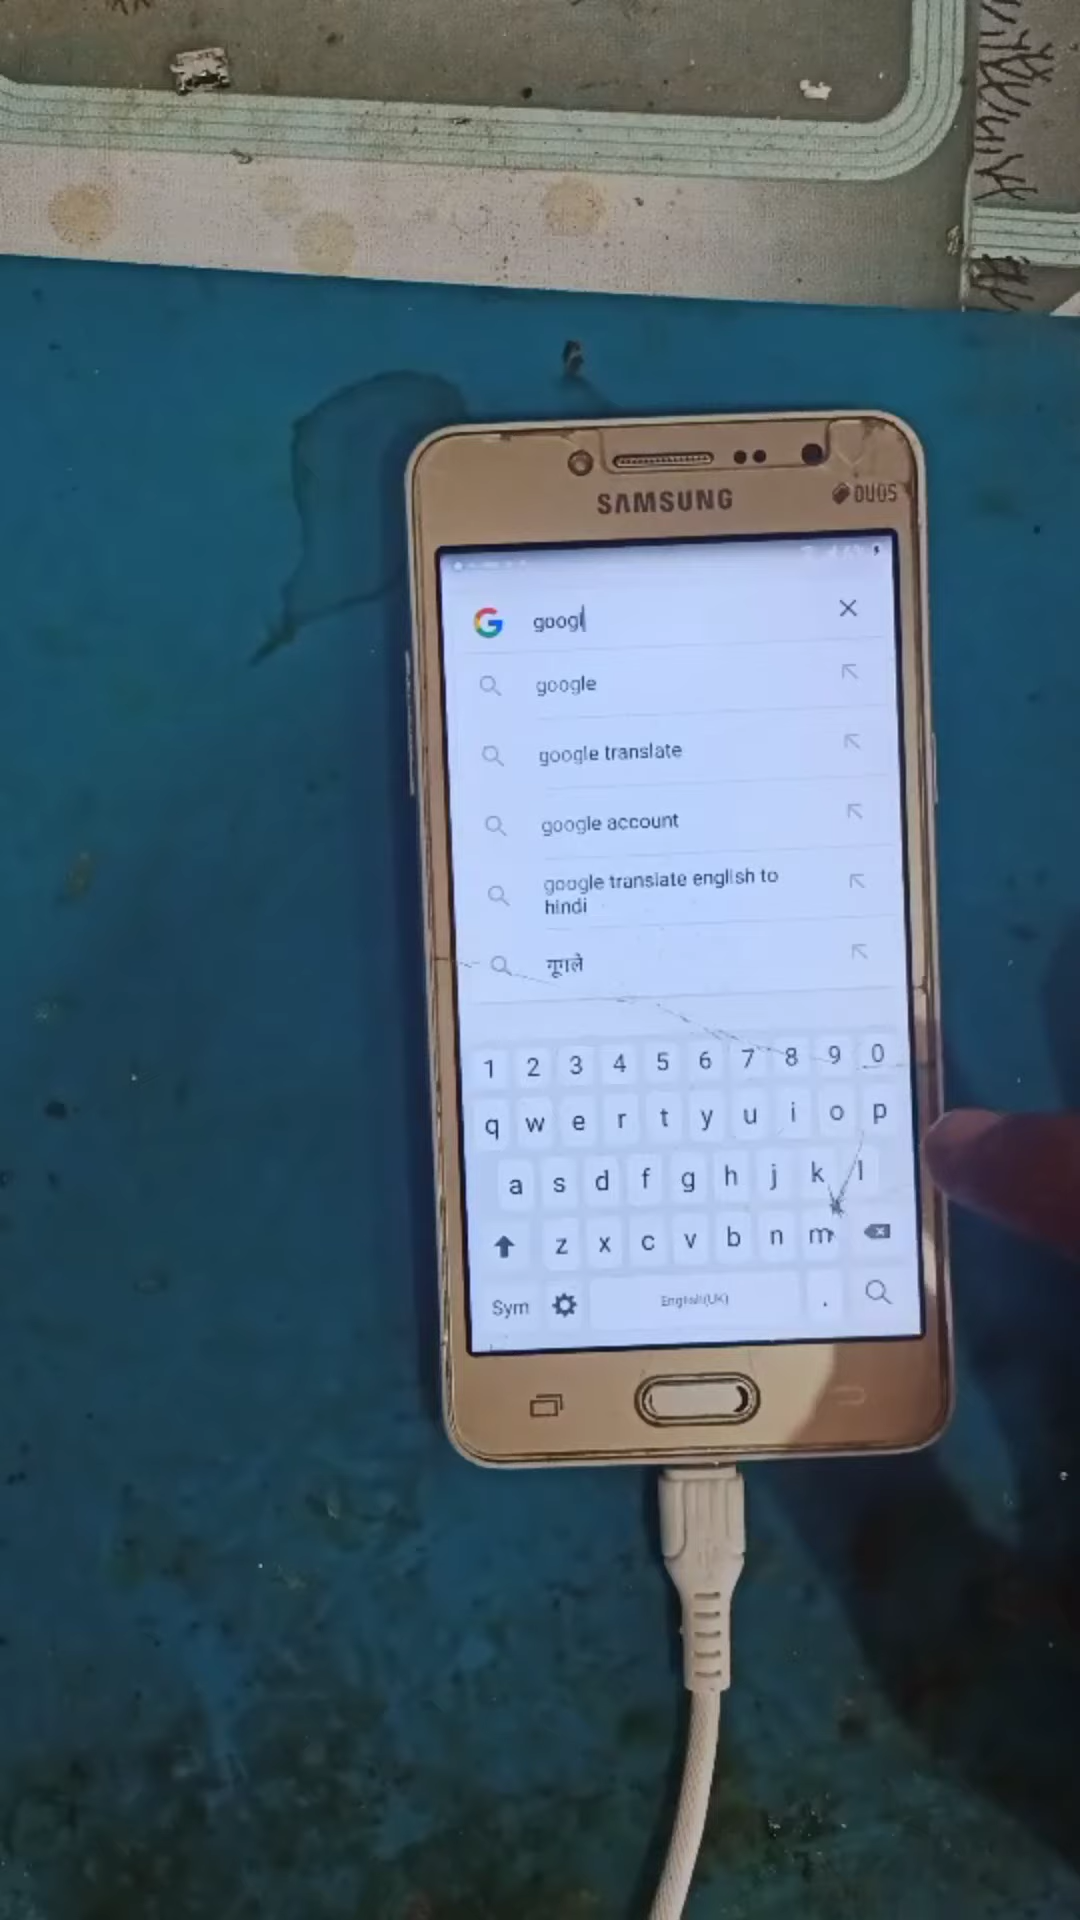 SAMSUNG
DUOS
googl
google
google translate
google account
google translate english to
hindi
गूगले
1 2 3 4 5 6 7 8 9 0
q w e r t y u i o p
a s d f g h j k l
z x c v b n m
Sym English(UK) .